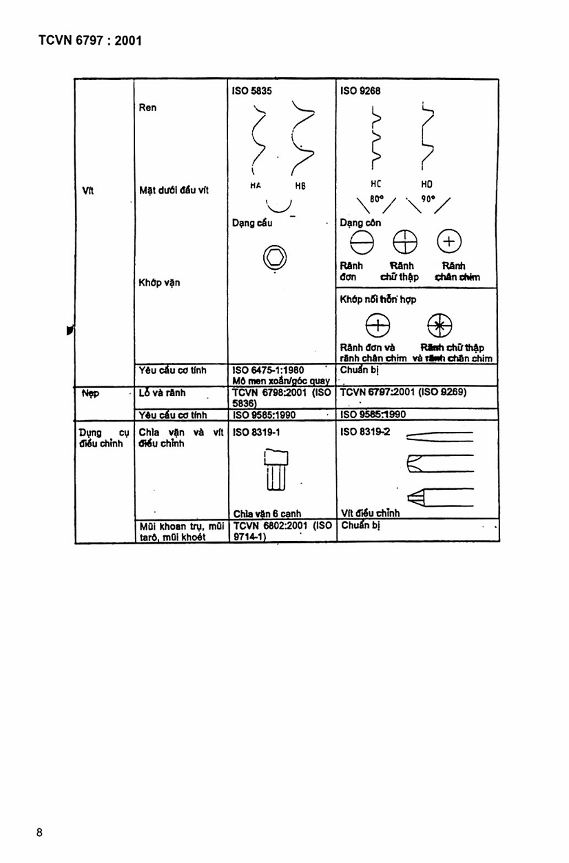 TCVN 6797 : 2001
ISO 5835
ISO 9268
Ren
HA HB
HC HD
Vít
Mặt dưới đầu vít
80° 90°
Dạng cầu
Dạng côn
Khớp vặn
Rãnh Rãnh Rãnh
đơn chữ thập chân chim
Khớp nối hỗn hợp
Rãnh đơn và Rãnh chữ thập
rãnh chân chim và rãnh chân chim
Yêu cầu cơ tính
ISO 6475-1:1980
Mô men xoắn/góc quay
Chuẩn bị
Nẹp
Lỗ và rãnh
TCVN 6798:2001 (ISO
5836)
TCVN 6797:2001 (ISO 9269)
Yêu cầu cơ tính
ISO 9585:1990
ISO 9585:1990
Dụng cụ
điều chỉnh
Chìa vặn và vít
điều chỉnh
ISO 8319-1
Chìa vặn 6 cạnh
ISO 8319-2
Vít điều chỉnh
Mũi khoan trụ, mũi
tarô, mũi khoét
TCVN 6802:2001 (ISO
9714-1)
Chuẩn bị
8